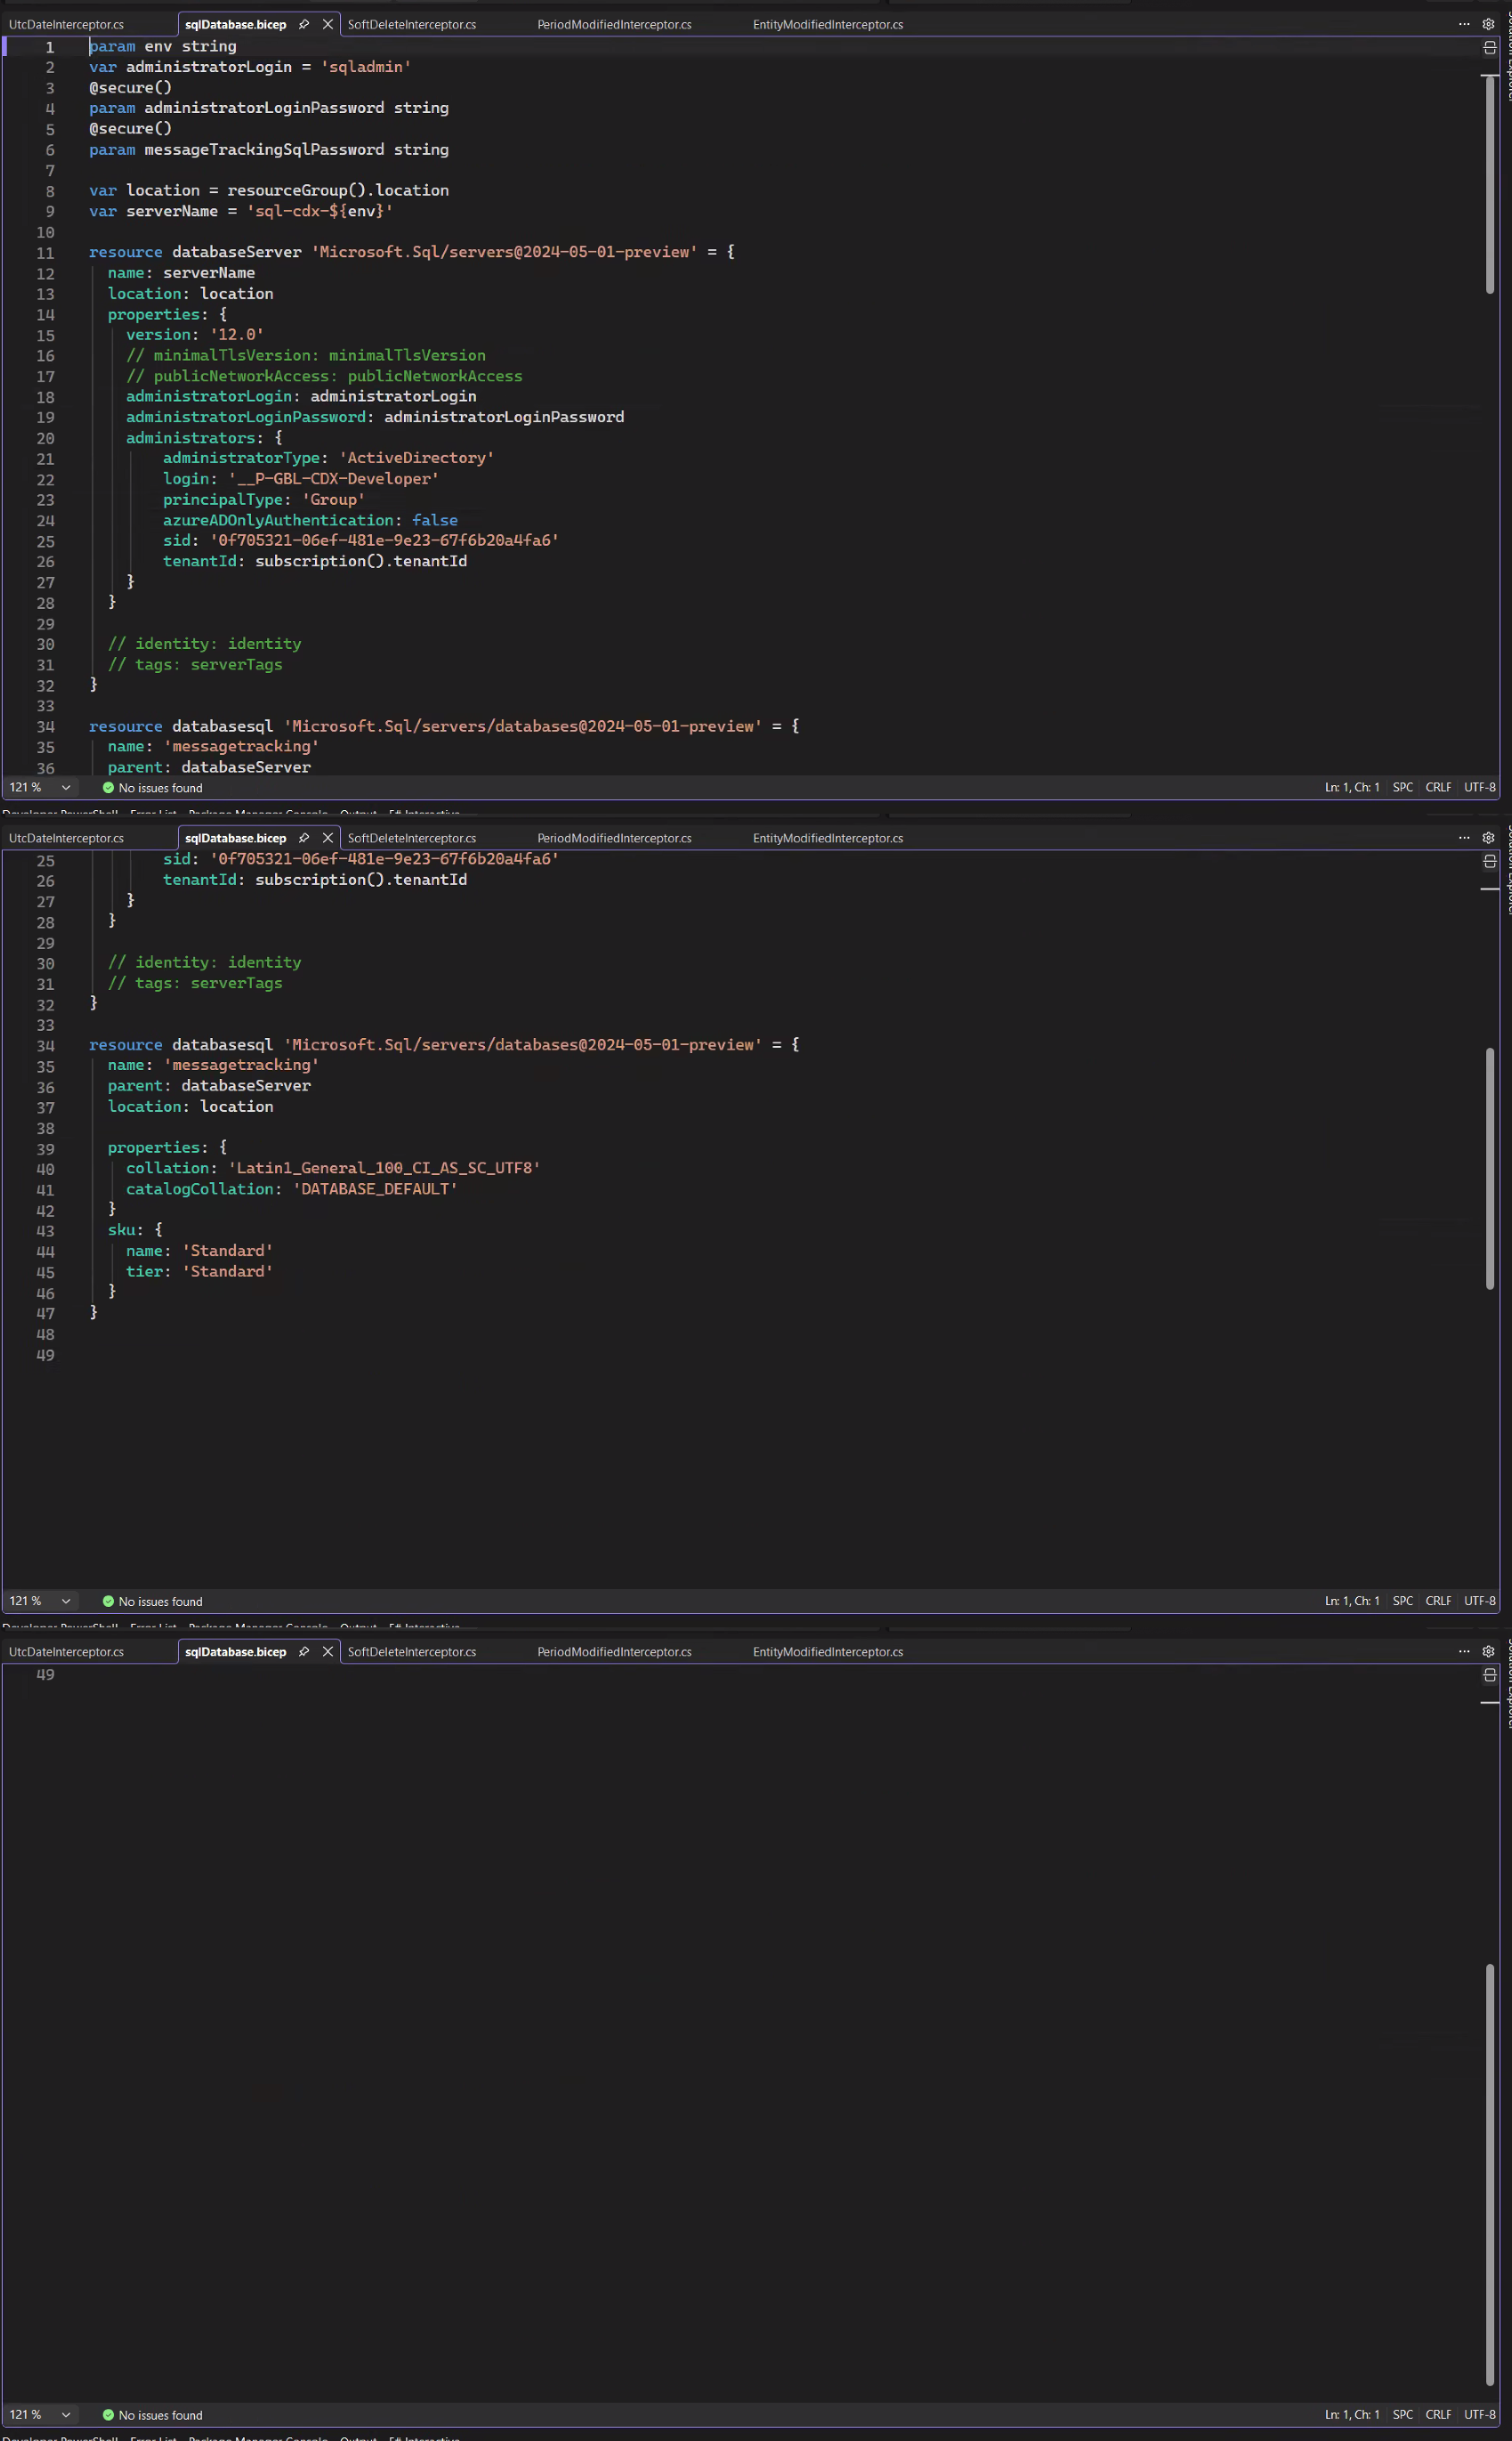 UtcDateInterceptor.cs sqlDatabase.bicep SoftDeleteInterceptor.cs PeriodModifiedInterceptor.cs EntityModifiedInterceptor.cs
1 param env string
2 var administratorLogin = 'sqladmin'
3 @secure()
4 param administratorLoginPassword string
5 @secure()
6 param messageTrackingSqlPassword string
7
8 var location = resourceGroup().location
9 var serverName = 'sql-cdx-${env}'
10
11 resource databaseServer 'Microsoft.Sql/servers@2024-05-01-preview' = {
12 name: serverName
13 location: location
14 properties: {
15 version: '12.0'
16 // minimalTlsVersion: minimalTlsVersion
17 // publicNetworkAccess: publicNetworkAccess
18 administratorLogin: administratorLogin
19 administratorLoginPassword: administratorLoginPassword
20 administrators: {
21 administratorType: 'ActiveDirectory'
22 login: '__P-GBL-CDX-Developer'
23 principalType: 'Group'
24 azureADOnlyAuthentication: false
25 sid: '0f705321-06ef-481e-9e23-67f6b20a4fa6'
26 tenantId: subscription().tenantId
27 }
28 }
29
30 // identity: identity
31 // tags: serverTags
32 }
33
34 resource databasesql 'Microsoft.Sql/servers/databases@2024-05-01-preview' = {
35 name: 'messagetracking'
36 parent: databaseServer
121 % No issues found Ln: 1, Ch: 1 SPC CRLF UTF-8
UtcDateInterceptor.cs sqlDatabase.bicep SoftDeleteInterceptor.cs PeriodModifiedInterceptor.cs EntityModifiedInterceptor.cs
25 sid: '0f705321-06ef-481e-9e23-67f6b20a4fa6'
26 tenantId: subscription().tenantId
27 }
28 }
29
30 // identity: identity
31 // tags: serverTags
32 }
33
34 resource databasesql 'Microsoft.Sql/servers/databases@2024-05-01-preview' = {
35 name: 'messagetracking'
36 parent: databaseServer
37 location: location
38
39 properties: {
40 collation: 'Latin1_General_100_CI_AS_SC_UTF8'
41 catalogCollation: 'DATABASE_DEFAULT'
42 }
43 sku: {
44 name: 'Standard'
45 tier: 'Standard'
46 }
47 }
48
49
121 % No issues found Ln: 1, Ch: 1 SPC CRLF UTF-8
UtcDateInterceptor.cs sqlDatabase.bicep SoftDeleteInterceptor.cs PeriodModifiedInterceptor.cs EntityModifiedInterceptor.cs
49
121 % No issues found Ln: 1, Ch: 1 SPC CRLF UTF-8